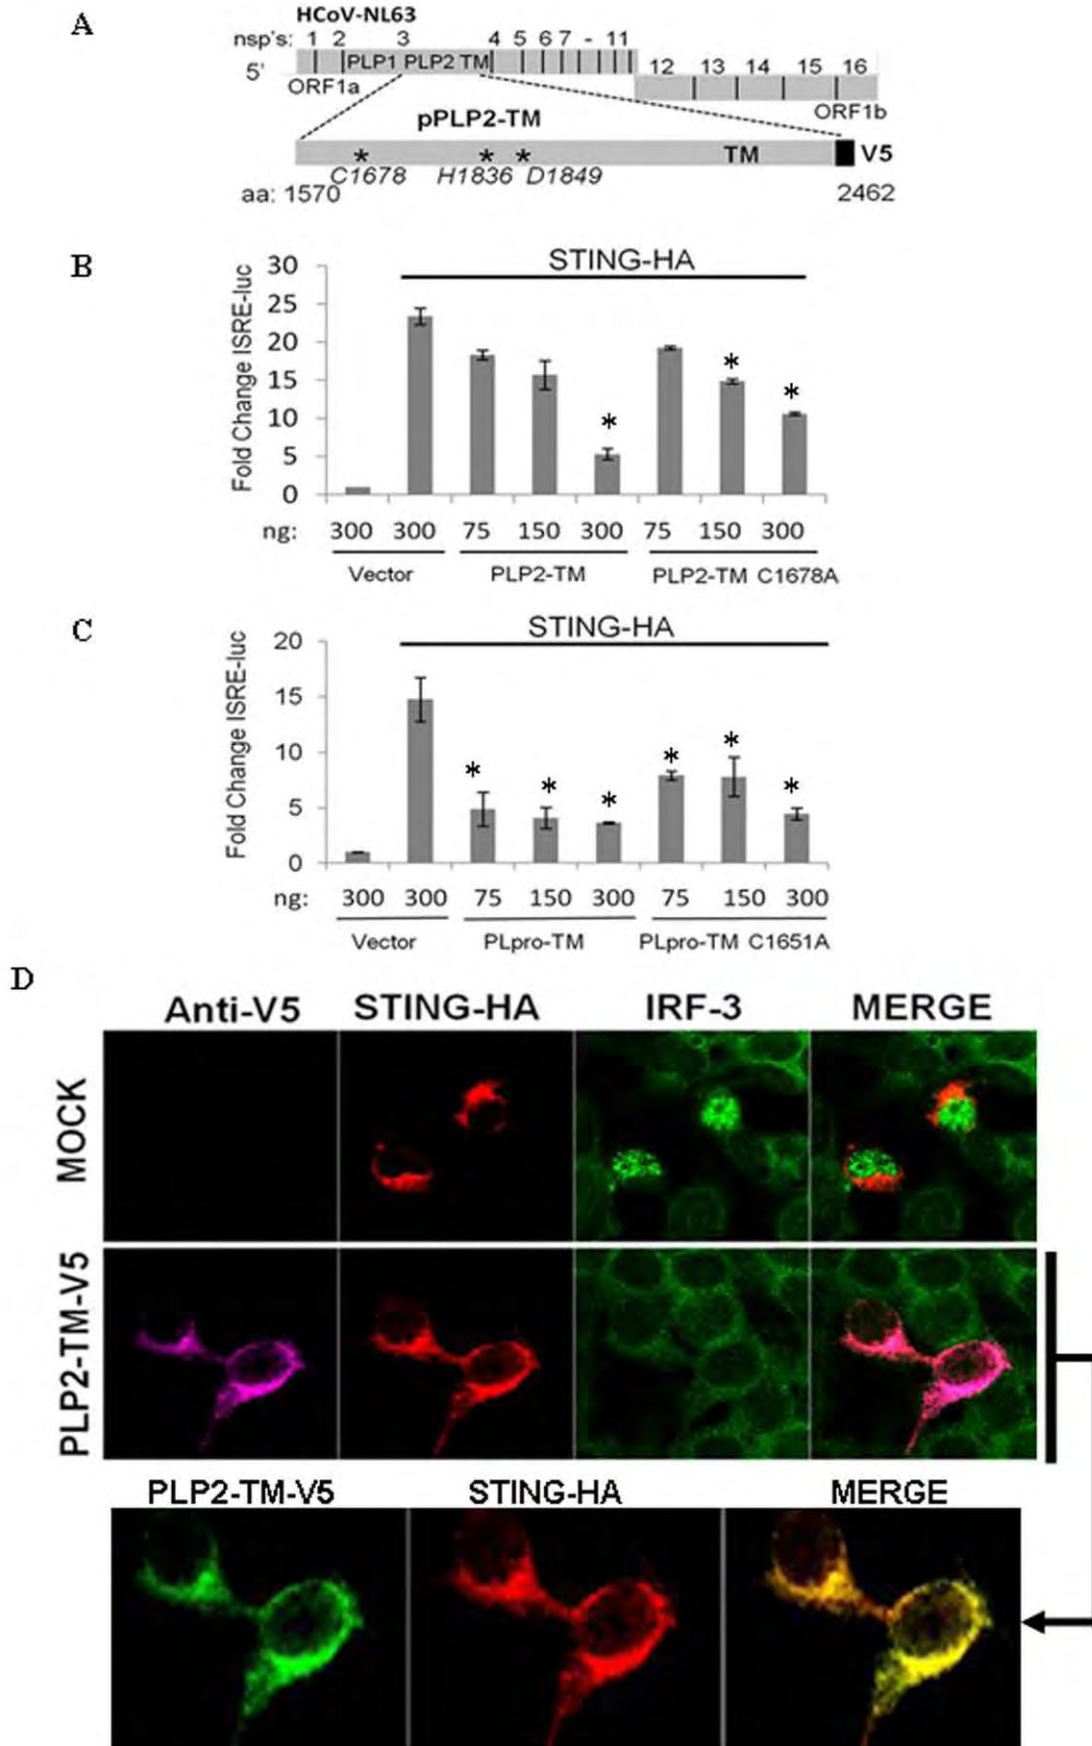 A
HCoV-NL63
nsp's: 1 2 3 4 5 6 7 - 11
5' PLP1 PLP2 TM 12 13 14 15 16
ORF1a ORF1b
pPLP2-TM
* * * TM V5
C1678 H1836 D1849
aa: 1570 2462
B
STING-HA
Fold Change ISRE-luc
30
25
20
15
10
5
0
* * *
ng: 300 300 75 150 300 75 150 300
Vector PLP2-TM PLP2-TM C1678A
C
STING-HA
Fold Change ISRE-luc
20
15
10
5
0
* * * * * *
ng: 300 300 75 150 300 75 150 300
Vector PLpro-TM PLpro-TM C1651A
D
Anti-V5 STING-HA IRF-3 MERGE
MOCK
PLP2-TM-V5
PLP2-TM-V5 STING-HA MERGE